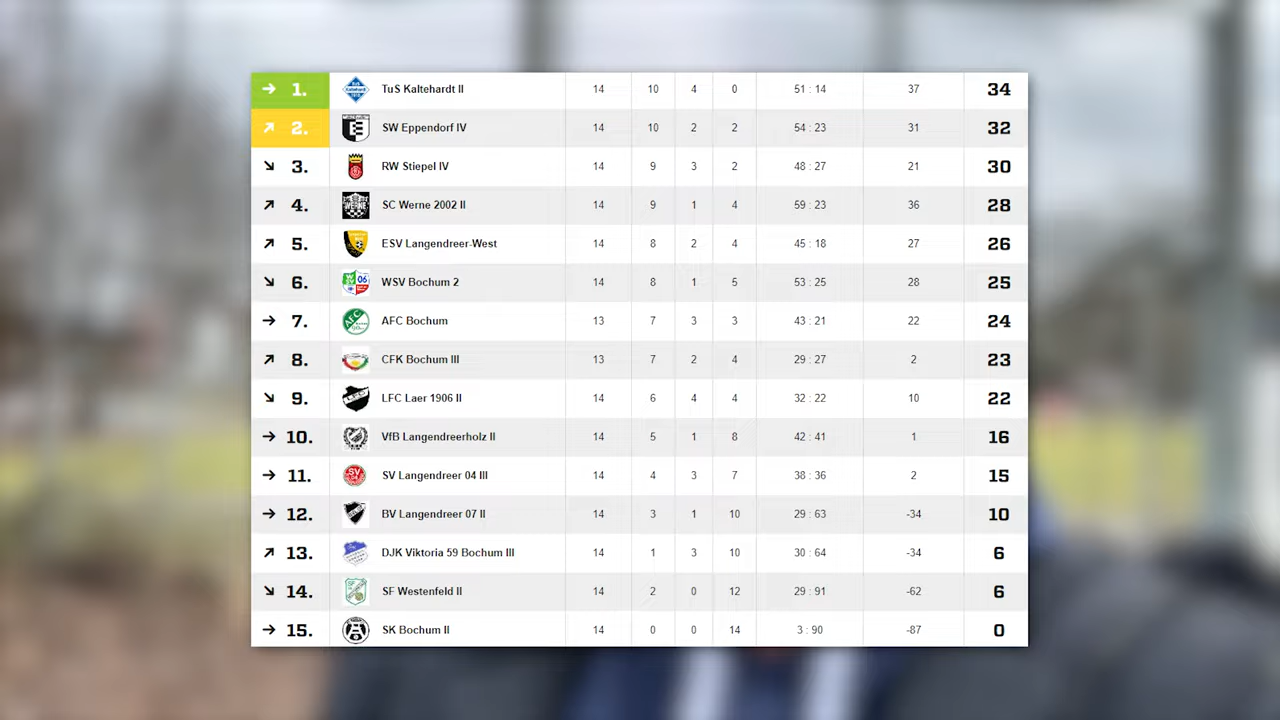 1. TuS Kaltehardt II 14 10 4 0 51 : 14 37 34
2. SW Eppendorf IV 14 10 2 2 54 : 23 31 32
3. RW Stiepel IV 14 9 3 2 48 : 27 21 30
4. SC Werne 2002 II 14 9 1 4 59 : 23 36 28
5. ESV Langendreer-West 14 8 2 4 45 : 18 27 26
6. WSV Bochum 2 14 8 1 5 53 : 25 28 25
7. AFC Bochum 13 7 3 3 43 : 21 22 24
8. CFK Bochum III 13 7 2 4 29 : 27 2 23
9. LFC Laer 1906 II 14 6 4 4 32 : 22 10 22
10. VfB Langendreerholz II 14 5 1 8 42 : 41 1 16
11. SV Langendreer 04 III 14 4 3 7 38 : 36 2 15
12. BV Langendreer 07 II 14 3 1 10 29 : 63 -34 10
13. DJK Viktoria 59 Bochum III 14 1 3 10 30 : 64 -34 6
14. SF Westenfeld II 14 2 0 12 29 : 91 -62 6
15. SK Bochum II 14 0 0 14 3 : 90 -87 0